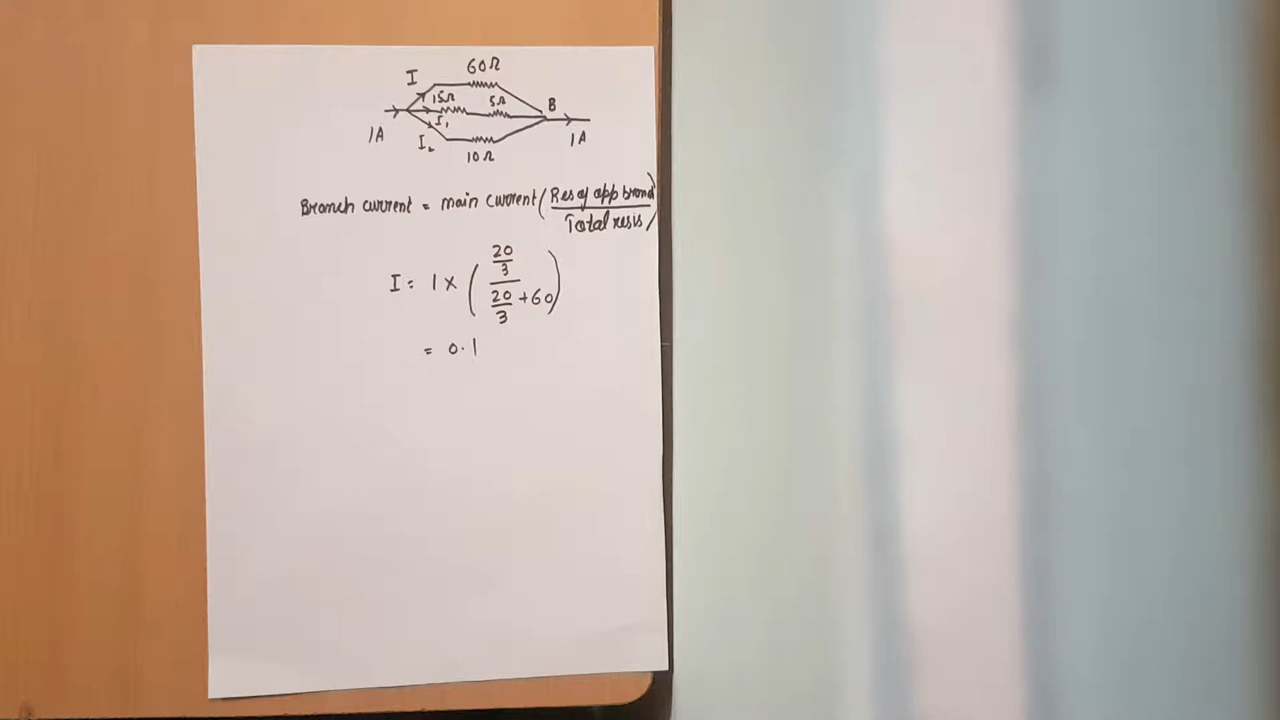 60Ω
I
15Ω 5Ω B
I₁
1A I₂ 1A
10Ω
Branch current = main current (Res of opp branch / Total resis)
I = 1 × ( 20/3 / 20/3 + 60 )
= 0.1